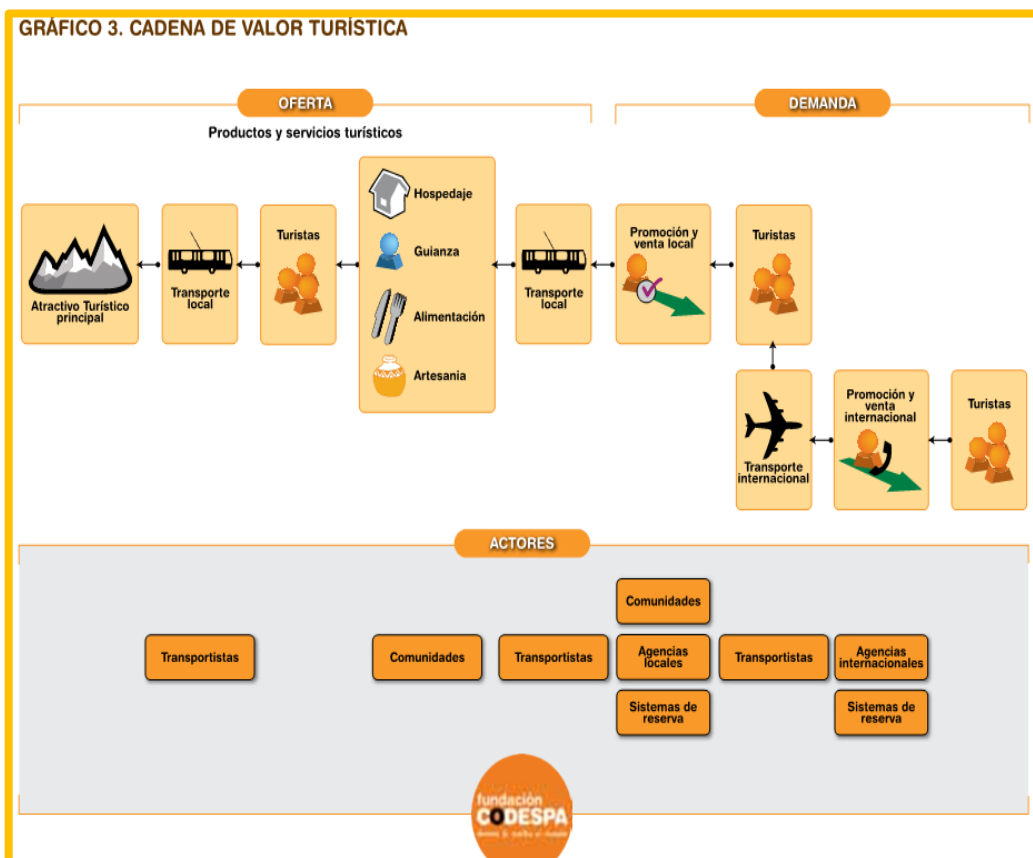 GRÁFICO 3. CADENA DE VALOR TURÍSTICA
OFERTA
DEMANDA
Productos y servicios turísticos
Atractivo Turístico
principal
Transporte
local
Turistas
Hospedaje
Guianza
Alimentación
Artesania
Transporte
local
Promoción y
venta local
Turistas
Transporte
internacional
Promoción y
venta
internacional
Turistas
ACTORES
Transportistas
Comunidades
Transportistas
Comunidades
Agencias
locales
Sistemas de
reserva
Transportistas
Agencias
internacionales
Sistemas de
reserva
fundación
CODESPA